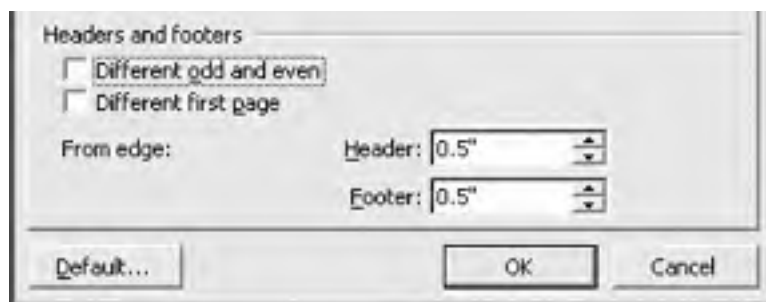 Headers and footers
Different odd and even
Different first page
From edge: Header: 0.5"
Footer: 0.5"
Default... OK Cancel